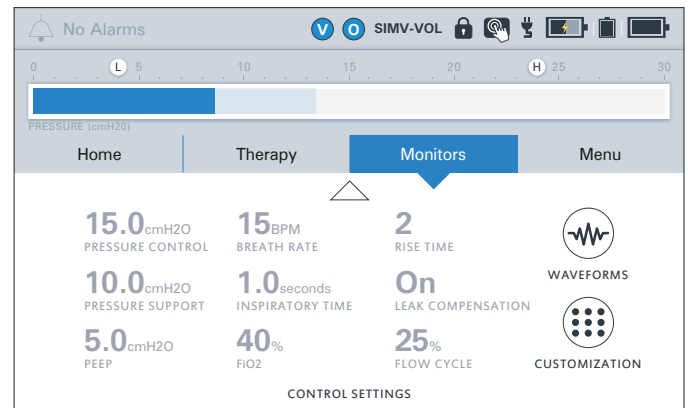 No Alarms V O SIMV-VOL
0 L 5 10 15 20 H 25 30
PRESSURE (cmH20)
Home Therapy Monitors Menu
15.0cmH2O 15BPM 2
PRESSURE CONTROL BREATH RATE RISE TIME
WAVEFORMS
10.0cmH2O 1.0seconds On
PRESSURE SUPPORT INSPIRATORY TIME LEAK COMPENSATION
5.0cmH2O 40% 25%
PEEP FiO2 FLOW CYCLE CUSTOMIZATION
CONTROL SETTINGS